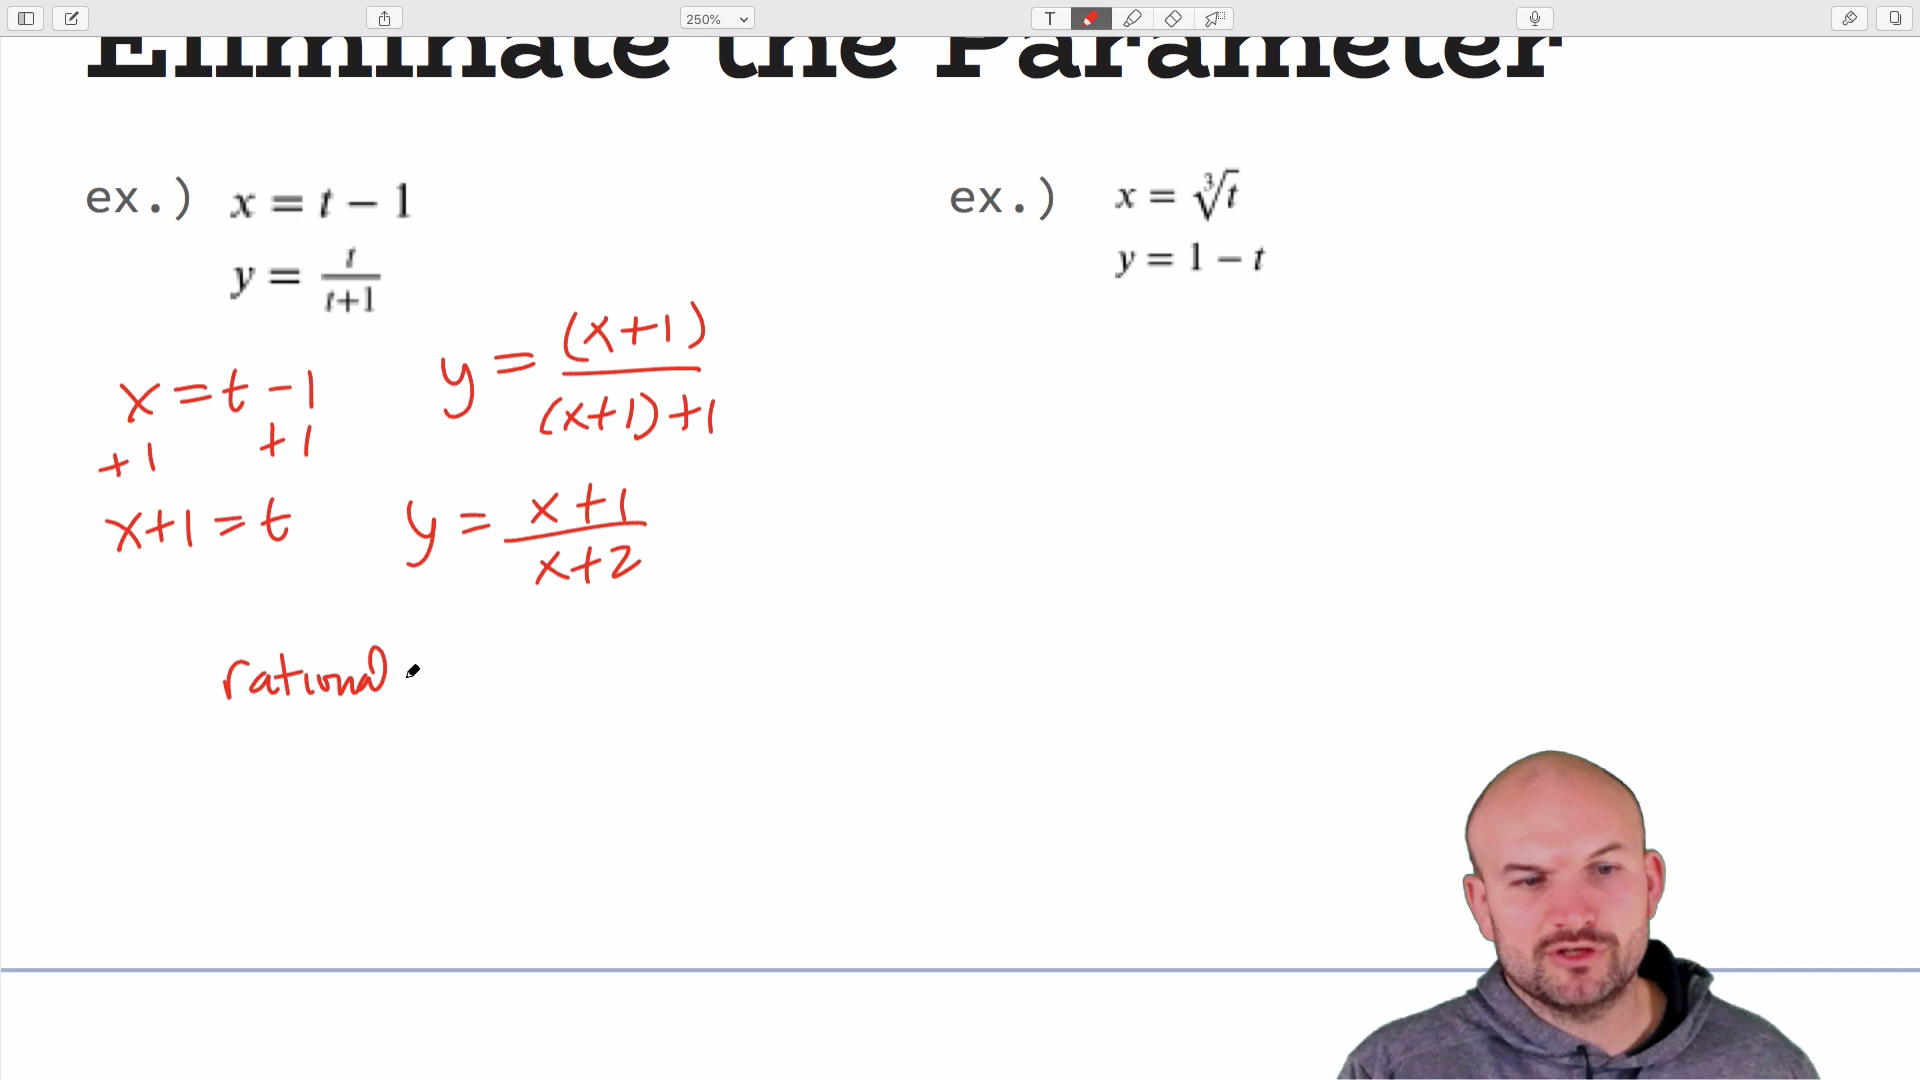 250%
T
Eliminate the Parameter
ex.) x = t − 1
y = t/(t+1)
x = t − 1
+1 +1
x+1 = t
y = (x+1)/((x+1)+1)
y = x+1/x+2
rational
ex.) x = ∛t
y = 1 − t